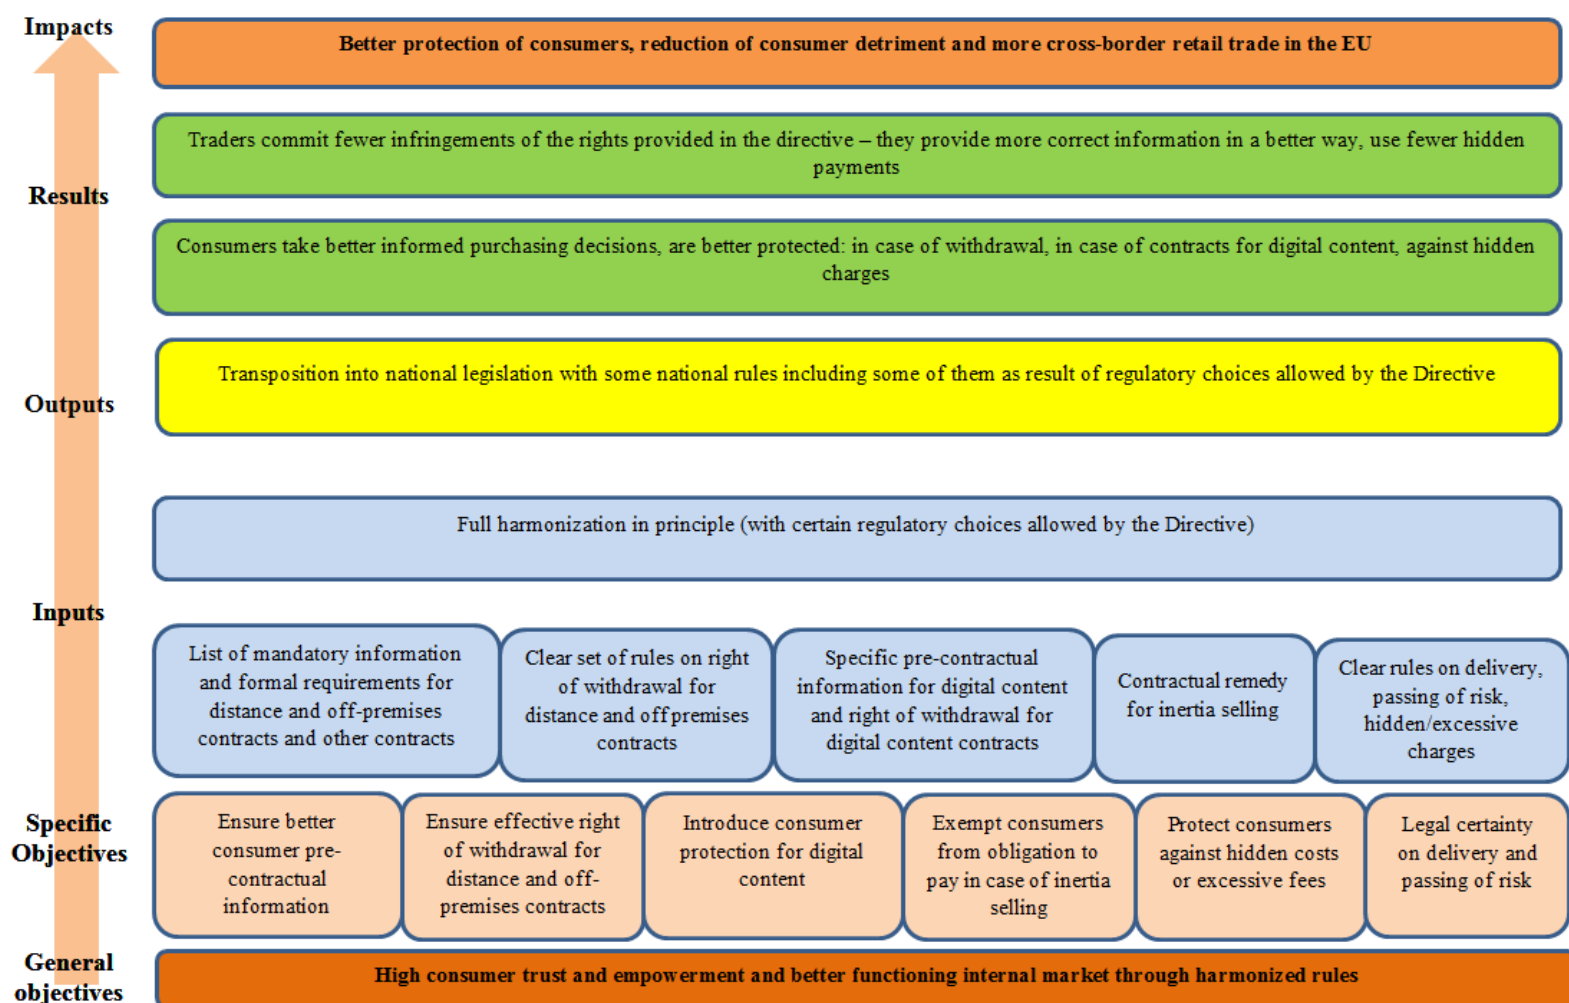 Impacts
Better protection of consumers, reduction of consumer detriment and more cross-border retail trade in the EU
Traders commit fewer infringements of the rights provided in the directive – they provide more correct information in a better way, use fewer hidden
payments
Results
Consumers take better informed purchasing decisions, are better protected: in case of withdrawal, in case of contracts for digital content, against hidden
charges
Transposition into national legislation with some national rules including some of them as result of regulatory choices allowed by the Directive
Outputs
Full harmonization in principle (with certain regulatory choices allowed by the Directive)
Inputs
List of mandatory information
and formal requirements for
distance and off-premises
contracts and other contracts
Clear set of rules on right
of withdrawal for
distance and off premises
contracts
Specific pre-contractual
information for digital content
and right of withdrawal for
digital content contracts
Contractual remedy
for inertia selling
Clear rules on delivery,
passing of risk,
hidden/excessive
charges
Specific
Objectives
Ensure better
consumer pre-
contractual
information
Ensure effective right
of withdrawal for
distance and off-
premises contracts
Introduce consumer
protection for digital
content
Exempt consumers
from obligation to
pay in case of inertia
selling
Protect consumers
against hidden costs
or excessive fees
Legal certainty
on delivery and
passing of risk
General
objectives
High consumer trust and empowerment and better functioning internal market through harmonized rules